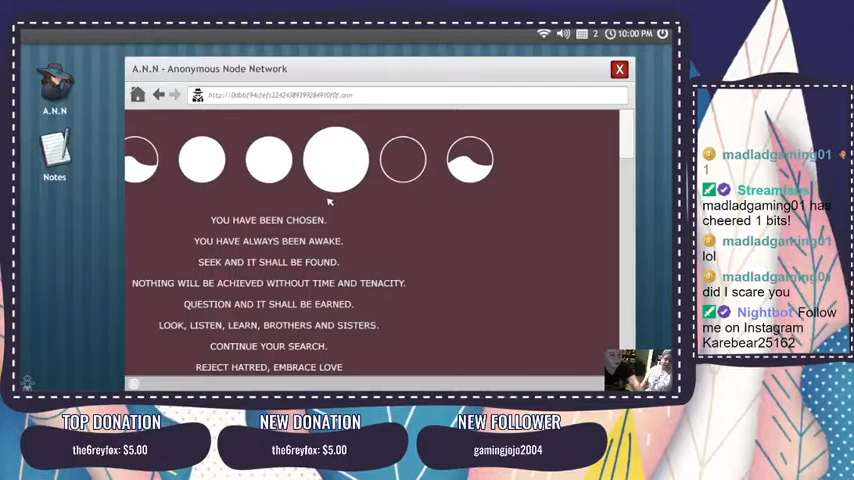 2 10:00 PM
A.N.N - Anonymous Node Network
X
A.N.N
Notes
YOU HAVE BEEN CHOSEN.
YOU HAVE ALWAYS BEEN AWAKE.
SEEK AND IT SHALL BE FOUND.
NOTHING WILL BE ACHIEVED WITHOUT TIME AND TENACITY.
QUESTION AND IT SHALL BE EARNED.
LOOK, LISTEN, LEARN, BROTHERS AND SISTERS.
CONTINUE YOUR SEARCH.
REJECT HATRED, EMBRACE LOVE
madladgaming01
1
Streamlabs
madladgaming01 has
cheered 1 bits!
madladgaming01
lol
madladgaming01
did I scare you
Nightbot Follow
me on Instagram
Karebear25162
TOP DONATION
the6reyfox: $5.00
NEW DONATION
the6reyfox: $5.00
NEW FOLLOWER
gamingjojo2004